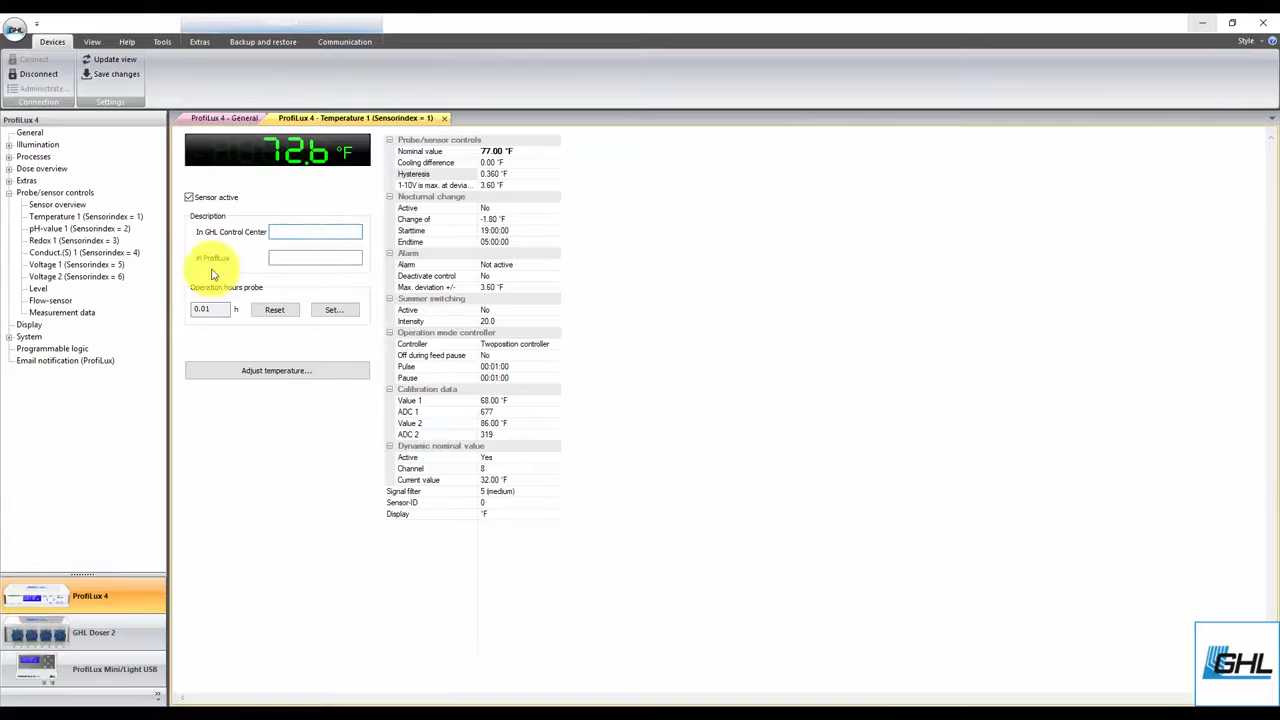 GHL
Devices View Help Tools Extras Backup and restore Communication Style
Connect Update view
Disconnect Save changes
Administrate...
Connection Settings
ProfiLux 4
General
Illumination
Processes
Dose overview
Extras
Probe/sensor controls
Sensor overview
Temperature 1 (Sensorindex = 1)
pH-value 1 (Sensorindex = 2)
Redox 1 (Sensorindex = 3)
Conduct.(S) 1 (Sensorindex = 4)
Voltage 1 (Sensorindex = 5)
Voltage 2 (Sensorindex = 6)
Level
Flow-sensor
Measurement data
Display
System
Programmable logic
Email notification (ProfiLux)
ProfiLux 4
GHL Doser 2
ProfiLux Mini/Light USB
ProfiLux 4 - General ProfiLux 4 - Temperature 1 (Sensorindex = 1)
72.6 °F
Sensor active
Description
In GHL Control Center
ProfiLux
Operation hours probe
0.01 h Reset Set...
Adjust temperature...
Probe/sensor controls
Nominal value 77.00 °F
Cooling difference 0.00 °F
Hysteresis 0.360 °F
1-10V is max. at devia... 3.60 °F
Nocturnal change
Active No
Change of -1.80 °F
Starttime 19:00:00
Endtime 05:00:00
Alarm
Alarm Not active
Deactivate control No
Max. deviation +/- 3.60 °F
Summer switching
Active No
Intensity 20.0
Operation mode controller
Controller Twoposition controller
Off during feed pause No
Pulse 00:01:00
Pause 00:01:00
Calibration data
Value 1 68.00 °F
ADC 1 677
Value 2 86.00 °F
ADC 2 319
Dynamic nominal value
Active Yes
Channel 8
Current value 32.00 °F
Signal filter 5 (medium)
Sensor-ID 0
Display °F
GHL